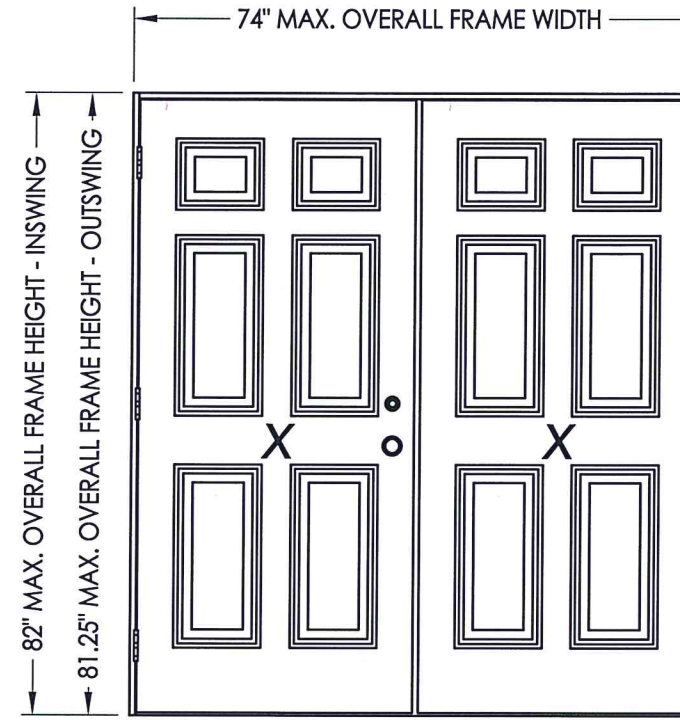 74" MAX. OVERALL FRAME WIDTH
82" MAX. OVERALL FRAME HEIGHT - INSWING
81.25" MAX. OVERALL FRAME HEIGHT - OUTSWING
X
X